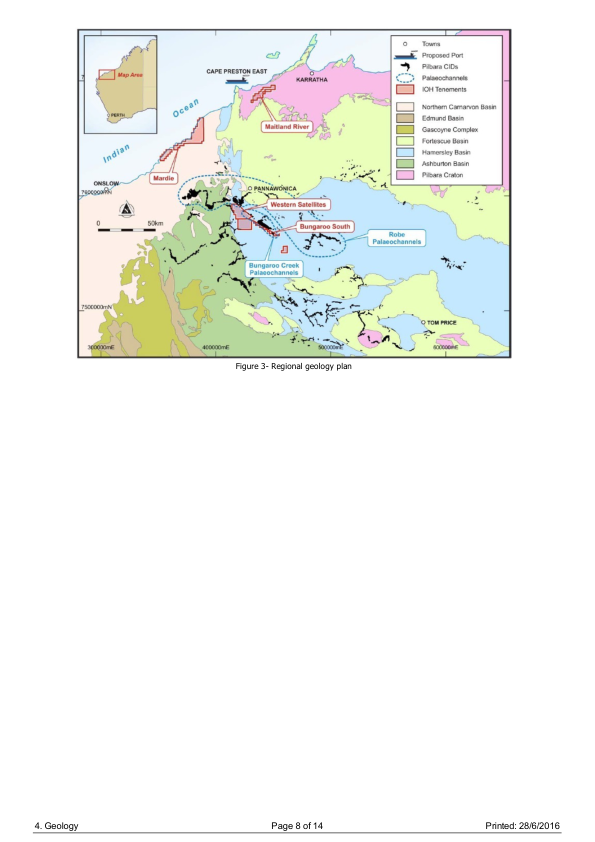 Map Area
PERTH
CAPE PRESTON EAST
KARRATHA
Indian Ocean
Maitland River
Mardie
ONSLOW
7600000mN
PANNAWONICA
Western Satellites
Bungaroo South
Robe
Palaeochannels
Bungaroo Creek
Palaeochannels
0 50km
7500000mN
TOM PRICE
300000mE 400000mE 500000mE 600000mE
Towns
Proposed Port
Pilbara CIDs
Palaeochannels
IOH Tenements
Northern Carnarvon Basin
Edmund Basin
Gascoyne Complex
Fortescue Basin
Hamersley Basin
Ashburton Basin
Pilbara Craton
Figure 3- Regional geology plan
4. Geology Page 8 of 14 Printed: 28/6/2016